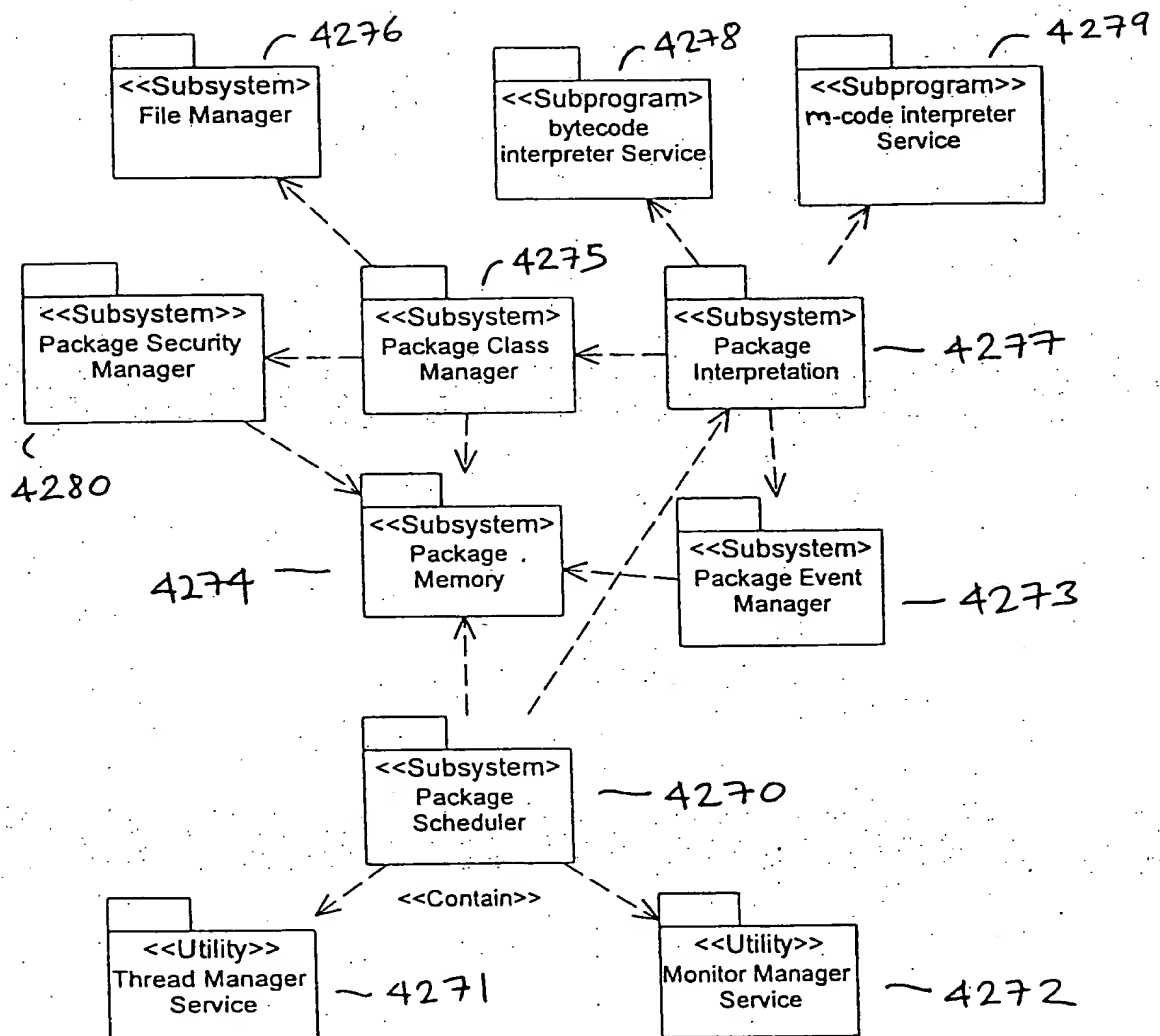 4276
4278
4279
<<Subsystem>
File Manager
<<Subprogram>
bytecode
interpreter Service
<<Subprogram>>
m-code interpreter
Service
4275
<<Subsystem>>
Package Security
Manager
<<Subsystem>
Package Class
Manager
<<Subsystem>
Package
Interpretation
4277
4280
<<Subsystem>
Package
Memory
4274
<<Subsystem>
Package Event
Manager
4273
<<Subsystem>
Package
Scheduler
4270
<<Contain>>
<<Utility>>
Thread Manager
Service
4271
<<Utility>>
Monitor Manager
Service
4272